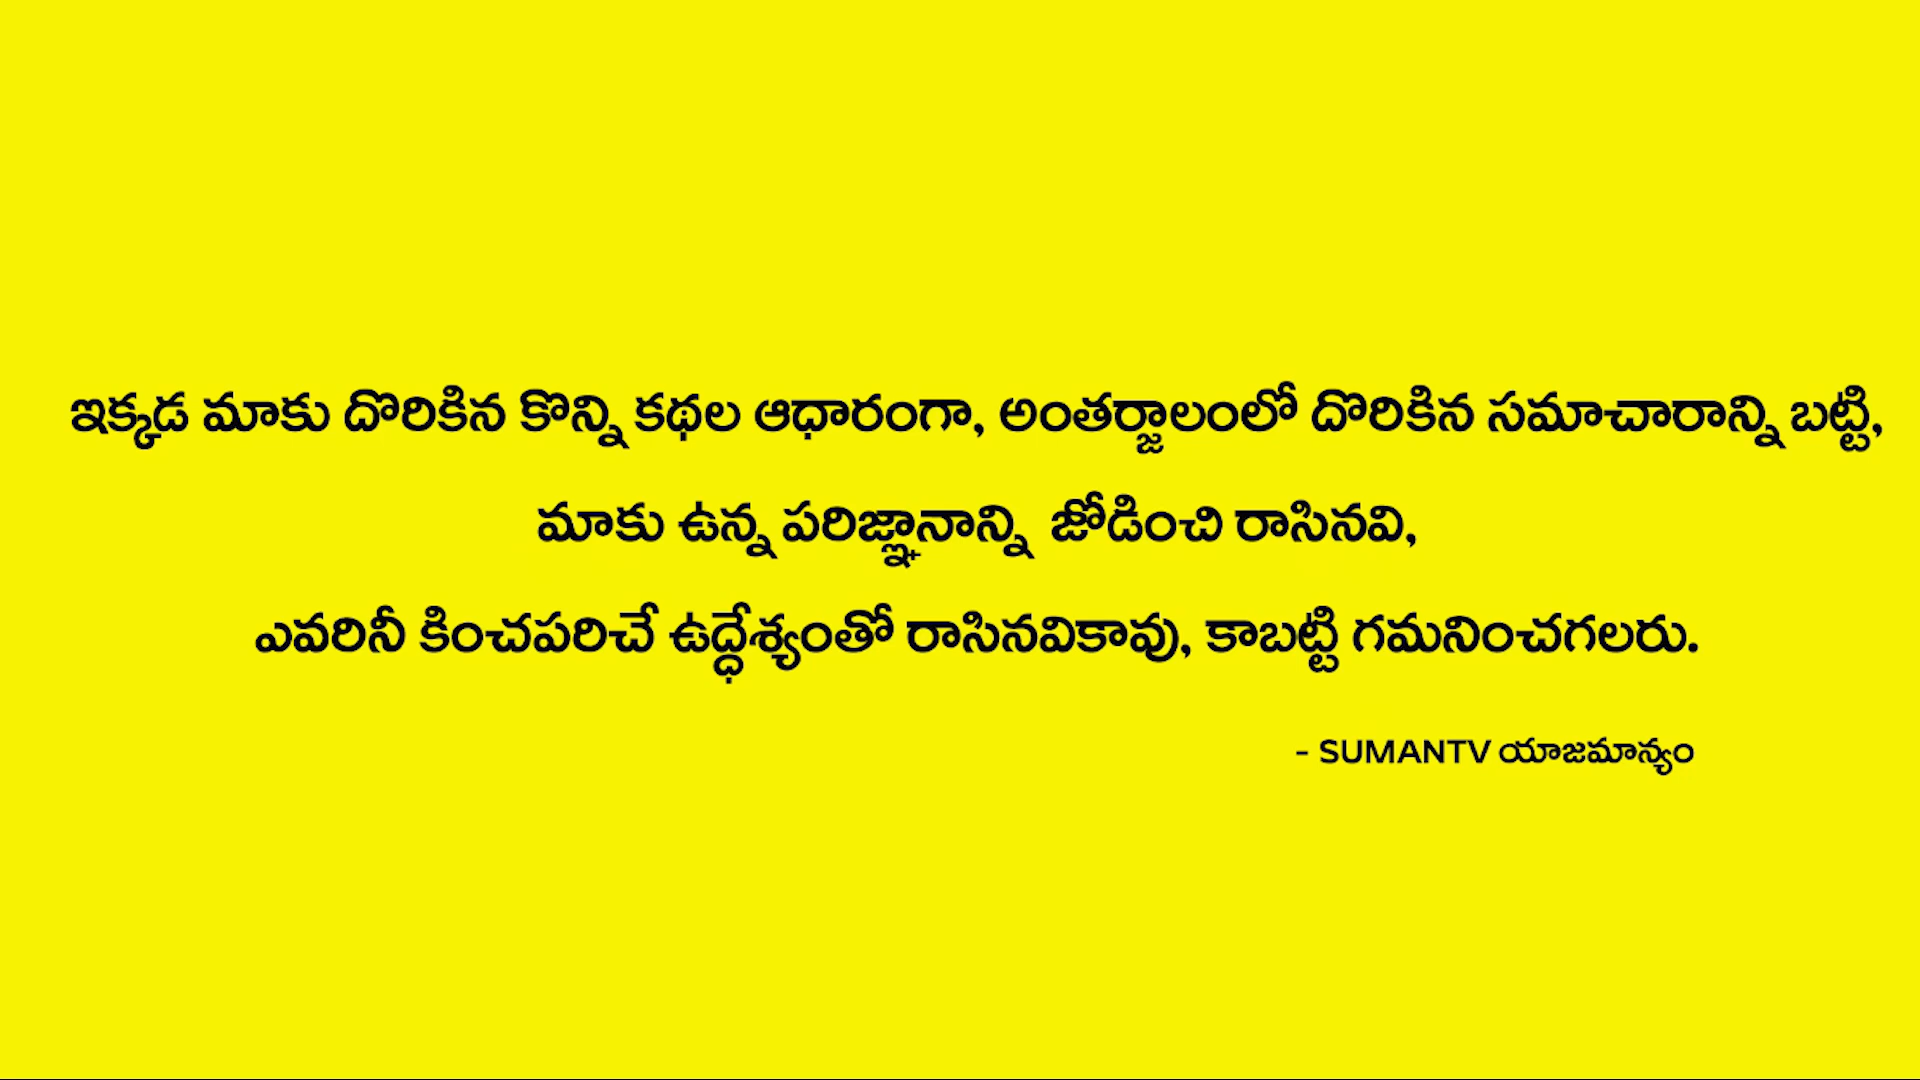 ఇక్కడ మాకు దొరికిన కొన్ని కథల ఆధారంగా, అంతర్జాలంలో దొరికిన సమాచారాన్ని బట్టి,
మాకు ఉన్న పరిజ్ఞానాన్ని జోడించి రాసినవి,
ఎవరినీ కించపరిచే ఉద్ధేశ్యంతో రాసినవికావు, కాబట్టి గమనించగలరు.
- SUMANTV యాజమాన్యం